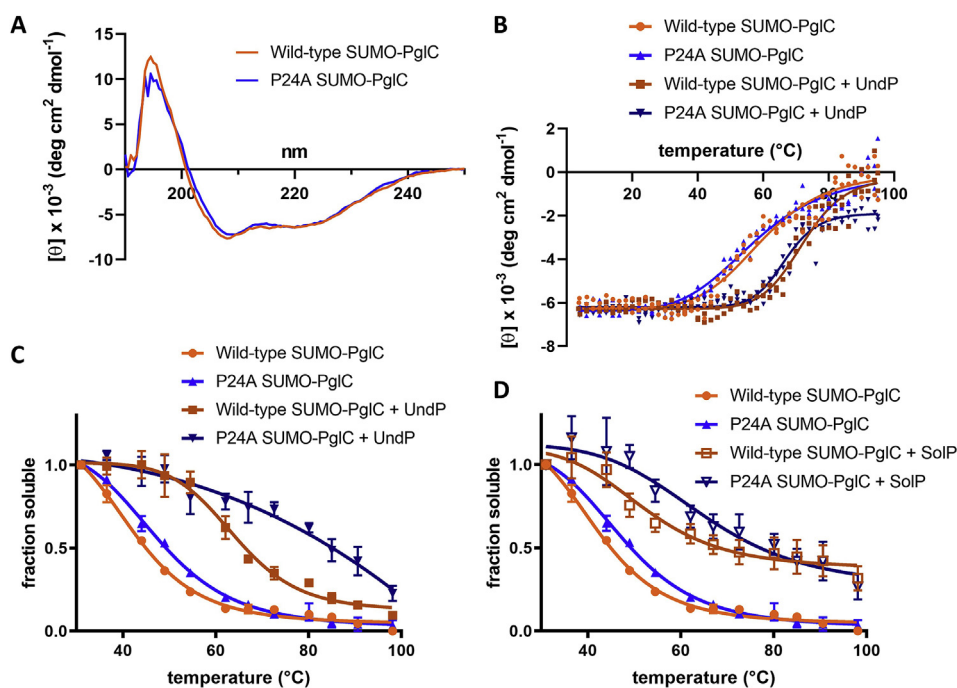 A
Wild-type SUMO-PglC
P24A SUMO-PglC
[θ] x 10⁻³ (deg cm² dmol⁻¹)
15
10
5
0
-5
-10
nm
200
220
240
B
Wild-type SUMO-PglC
P24A SUMO-PglC
Wild-type SUMO-PglC + UndP
P24A SUMO-PglC + UndP
[θ] x 10⁻³ (deg cm² dmol⁻¹)
2
0
-2
-4
-6
-8
temperature (°C)
20
40
60
80
100
C
Wild-type SUMO-PglC
P24A SUMO-PglC
Wild-type SUMO-PglC + UndP
P24A SUMO-PglC + UndP
fraction soluble
1.0
0.5
0.0
40
60
80
100
temperature (°C)
D
Wild-type SUMO-PglC
P24A SUMO-PglC
Wild-type SUMO-PglC + SolP
P24A SUMO-PglC + SolP
fraction soluble
1.0
0.5
0.0
40
60
80
100
temperature (°C)